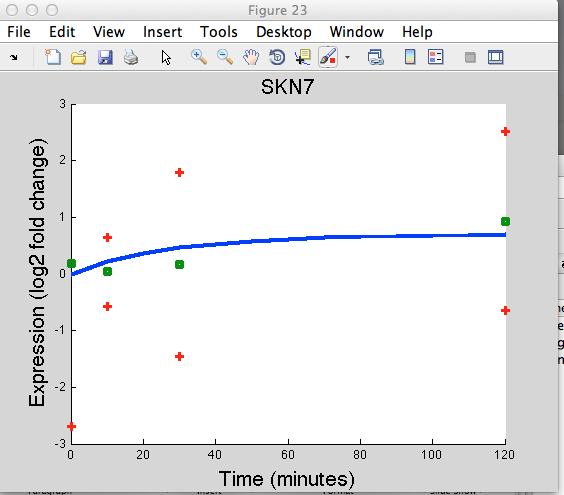 Figure 23
File Edit View Insert Tools Desktop Window Help
SKN7
Expression (log2 fold change)
3
2
1
0
-1
-2
-3
0 20 40 60 80 100 120
Time (minutes)